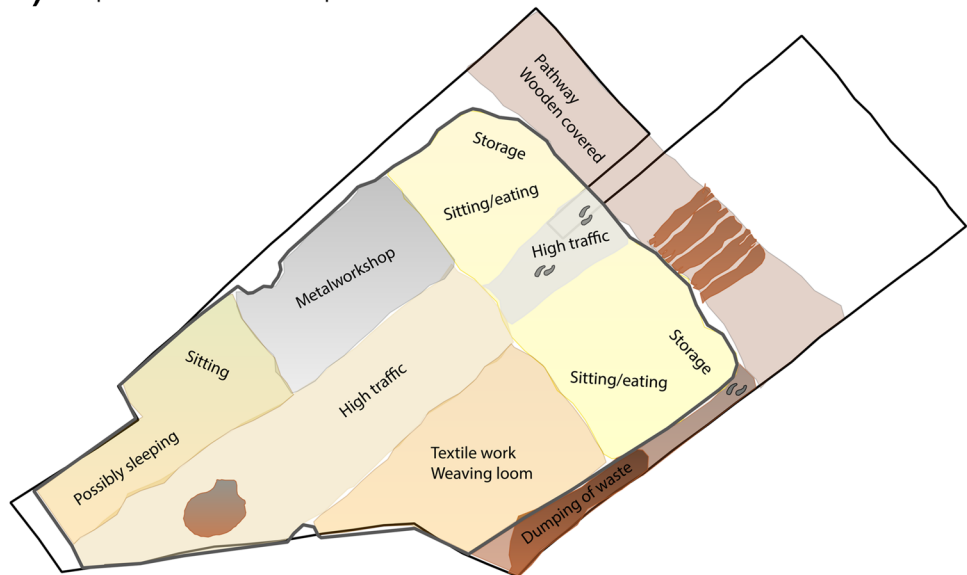 Pathway
Wooden covered
Storage
Sitting/eating
High traffic
Metalworkshop
Sitting
High traffic
Storage
Sitting/eating
Possibly sleeping
Textile work
Weaving loom
Dumping of waste